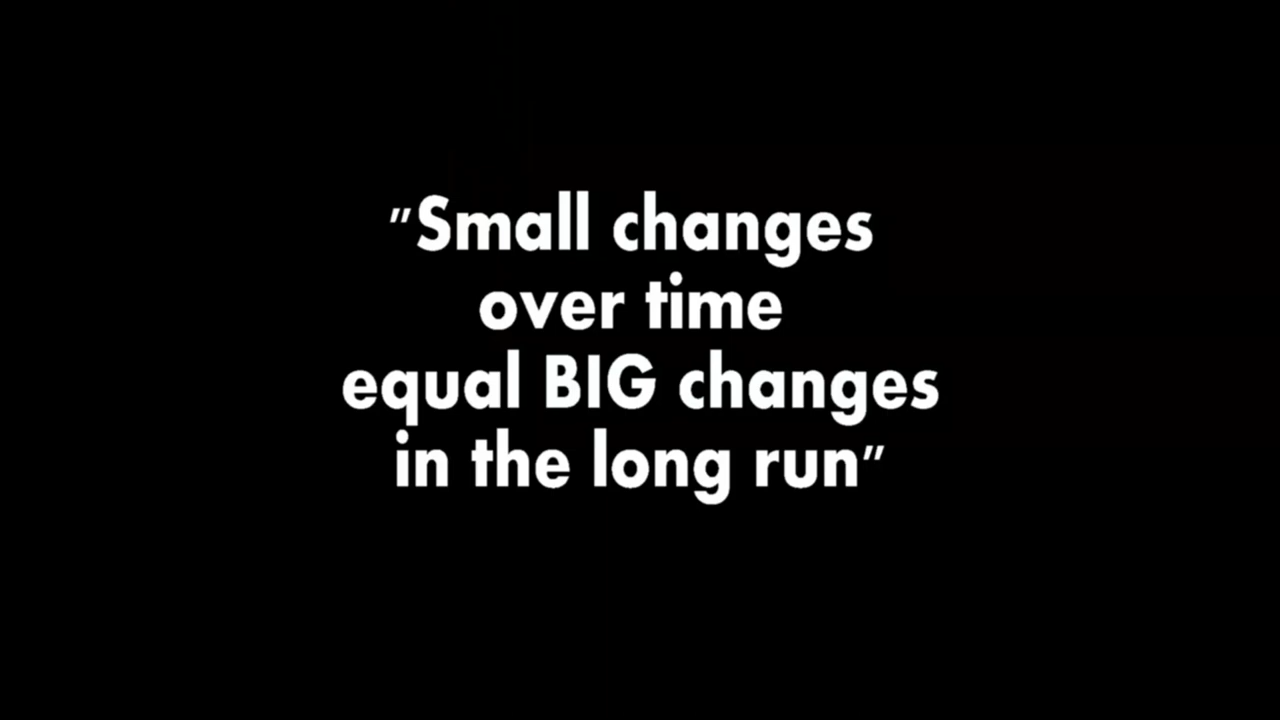 "Small changes
over time
equal BIG changes
in the long run"